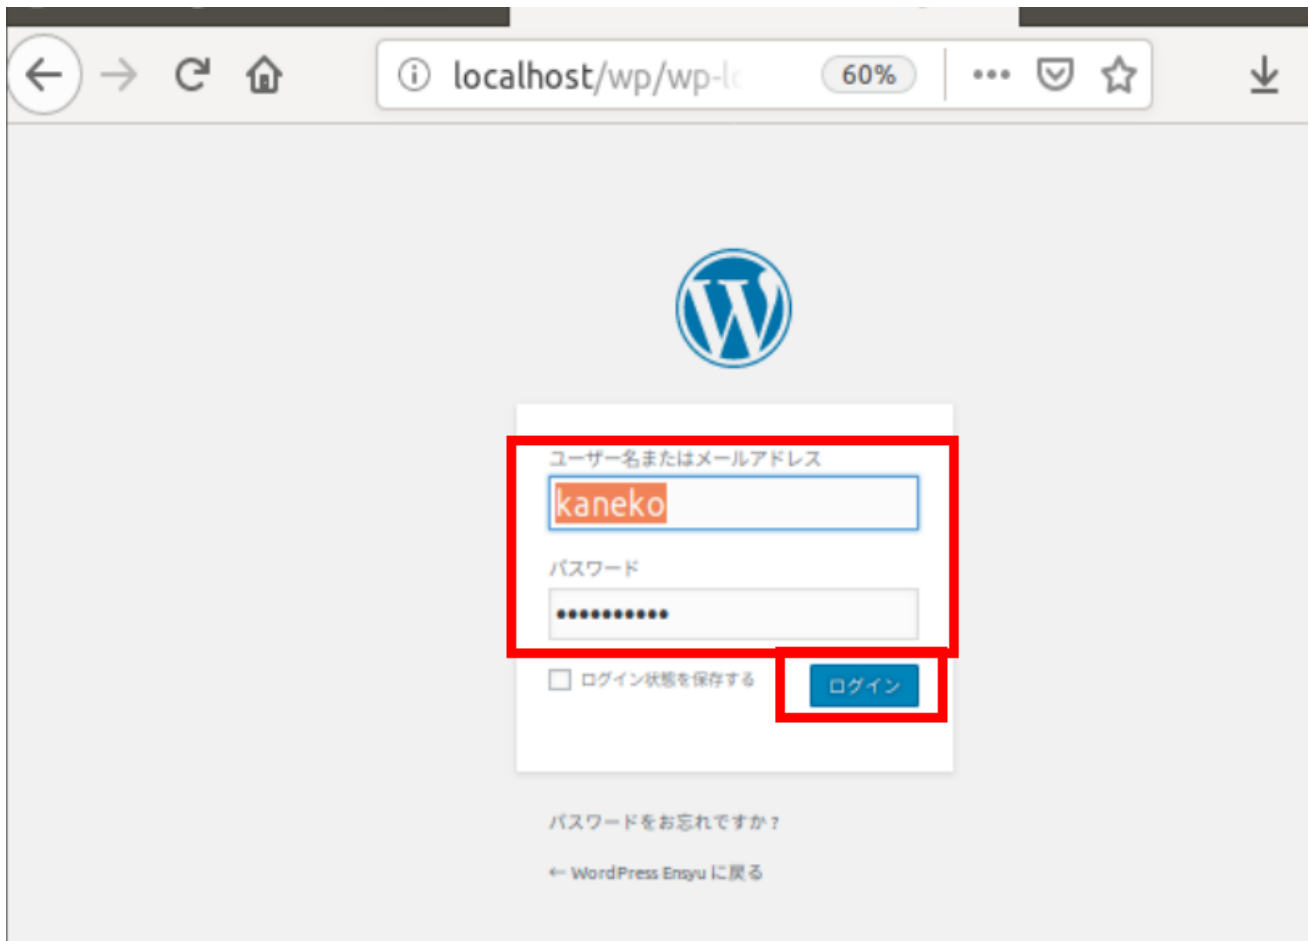 localhost/wp/wp-lo
60%
ユーザー名またはメールアドレス
kaneko
パスワード
••••••••••
ログイン状態を保存する
ログイン
パスワードをお忘れですか ?
← WordPress Ensyu に戻る